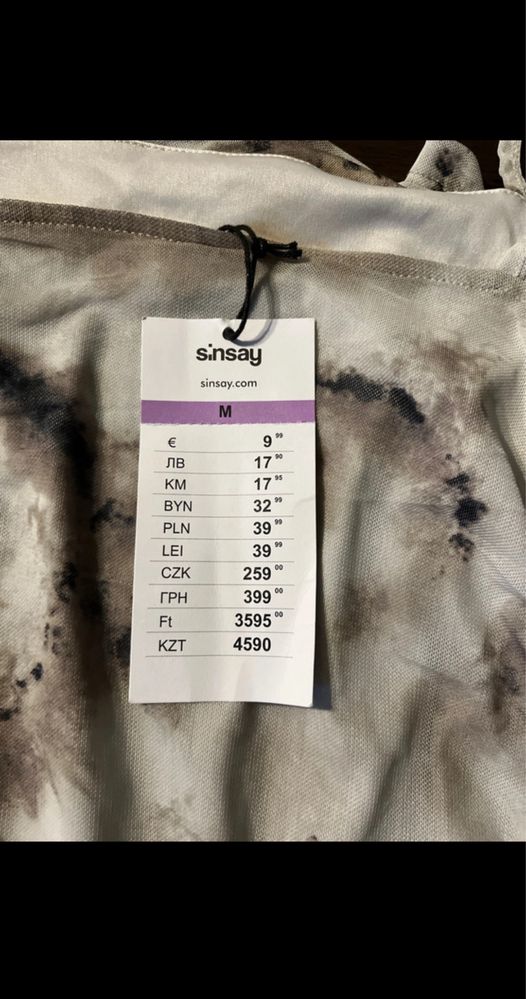 sinsay
sinsay.com
M
€ 9 99
ЛВ 17 90
KM 17 95
BYN 32 99
PLN 39 99
LEI 39 99
CZK 259 00
ГРН 399 00
Ft 3595 00
KZT 4590